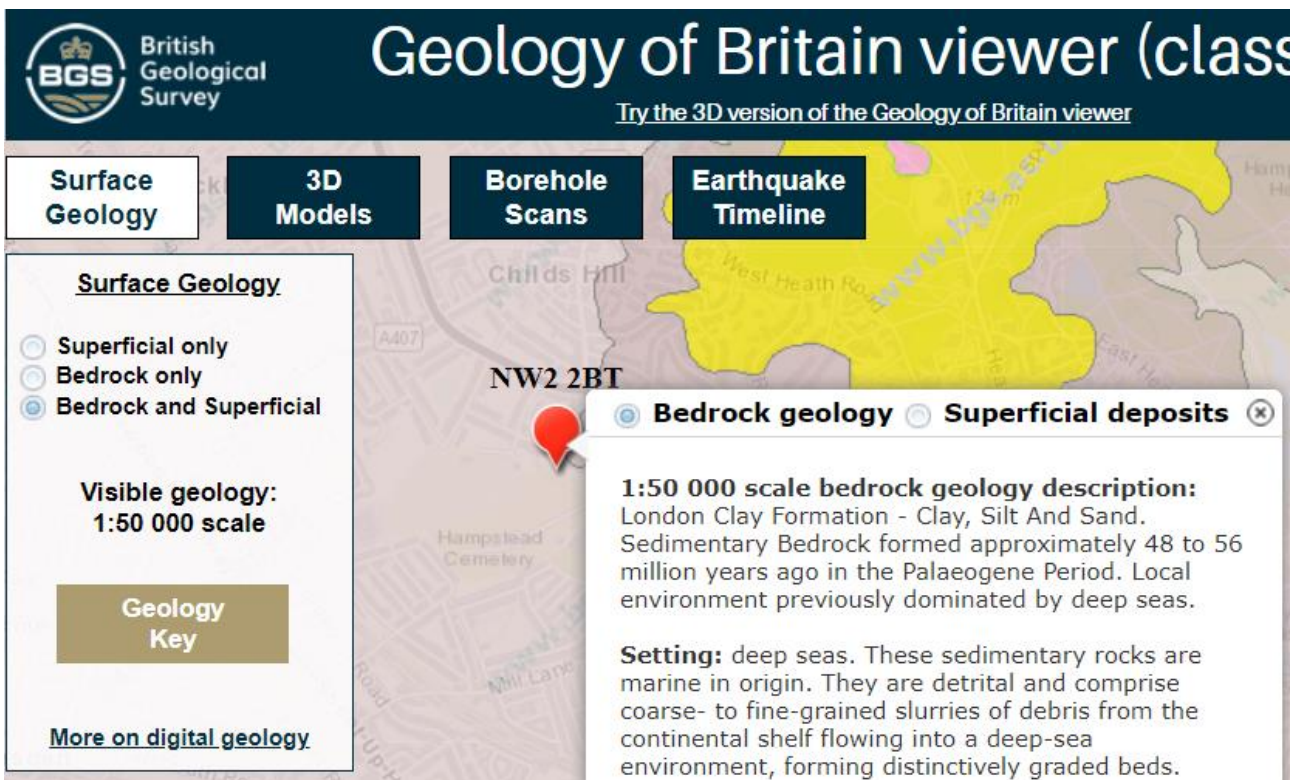 BGS
British
Geological
Survey
Geology of Britain viewer (class
Try the 3D version of the Geology of Britain viewer
Surface
Geology
3D
Models
Borehole
Scans
Earthquake
Timeline
Surface Geology
Superficial only
Bedrock only
Bedrock and Superficial
Visible geology:
1:50 000 scale
Geology
Key
More on digital geology
134 m
Childs Hill
West Heath Road
A407
NW2 2BT
Hampstead
Cemetery
Mill Lane
Bedrock geology Superficial deposits
1:50 000 scale bedrock geology description:
London Clay Formation - Clay, Silt And Sand.
Sedimentary Bedrock formed approximately 48 to 56
million years ago in the Palaeogene Period. Local
environment previously dominated by deep seas.
Setting: deep seas. These sedimentary rocks are
marine in origin. They are detrital and comprise
coarse- to fine-grained slurries of debris from the
continental shelf flowing into a deep-sea
environment, forming distinctively graded beds.